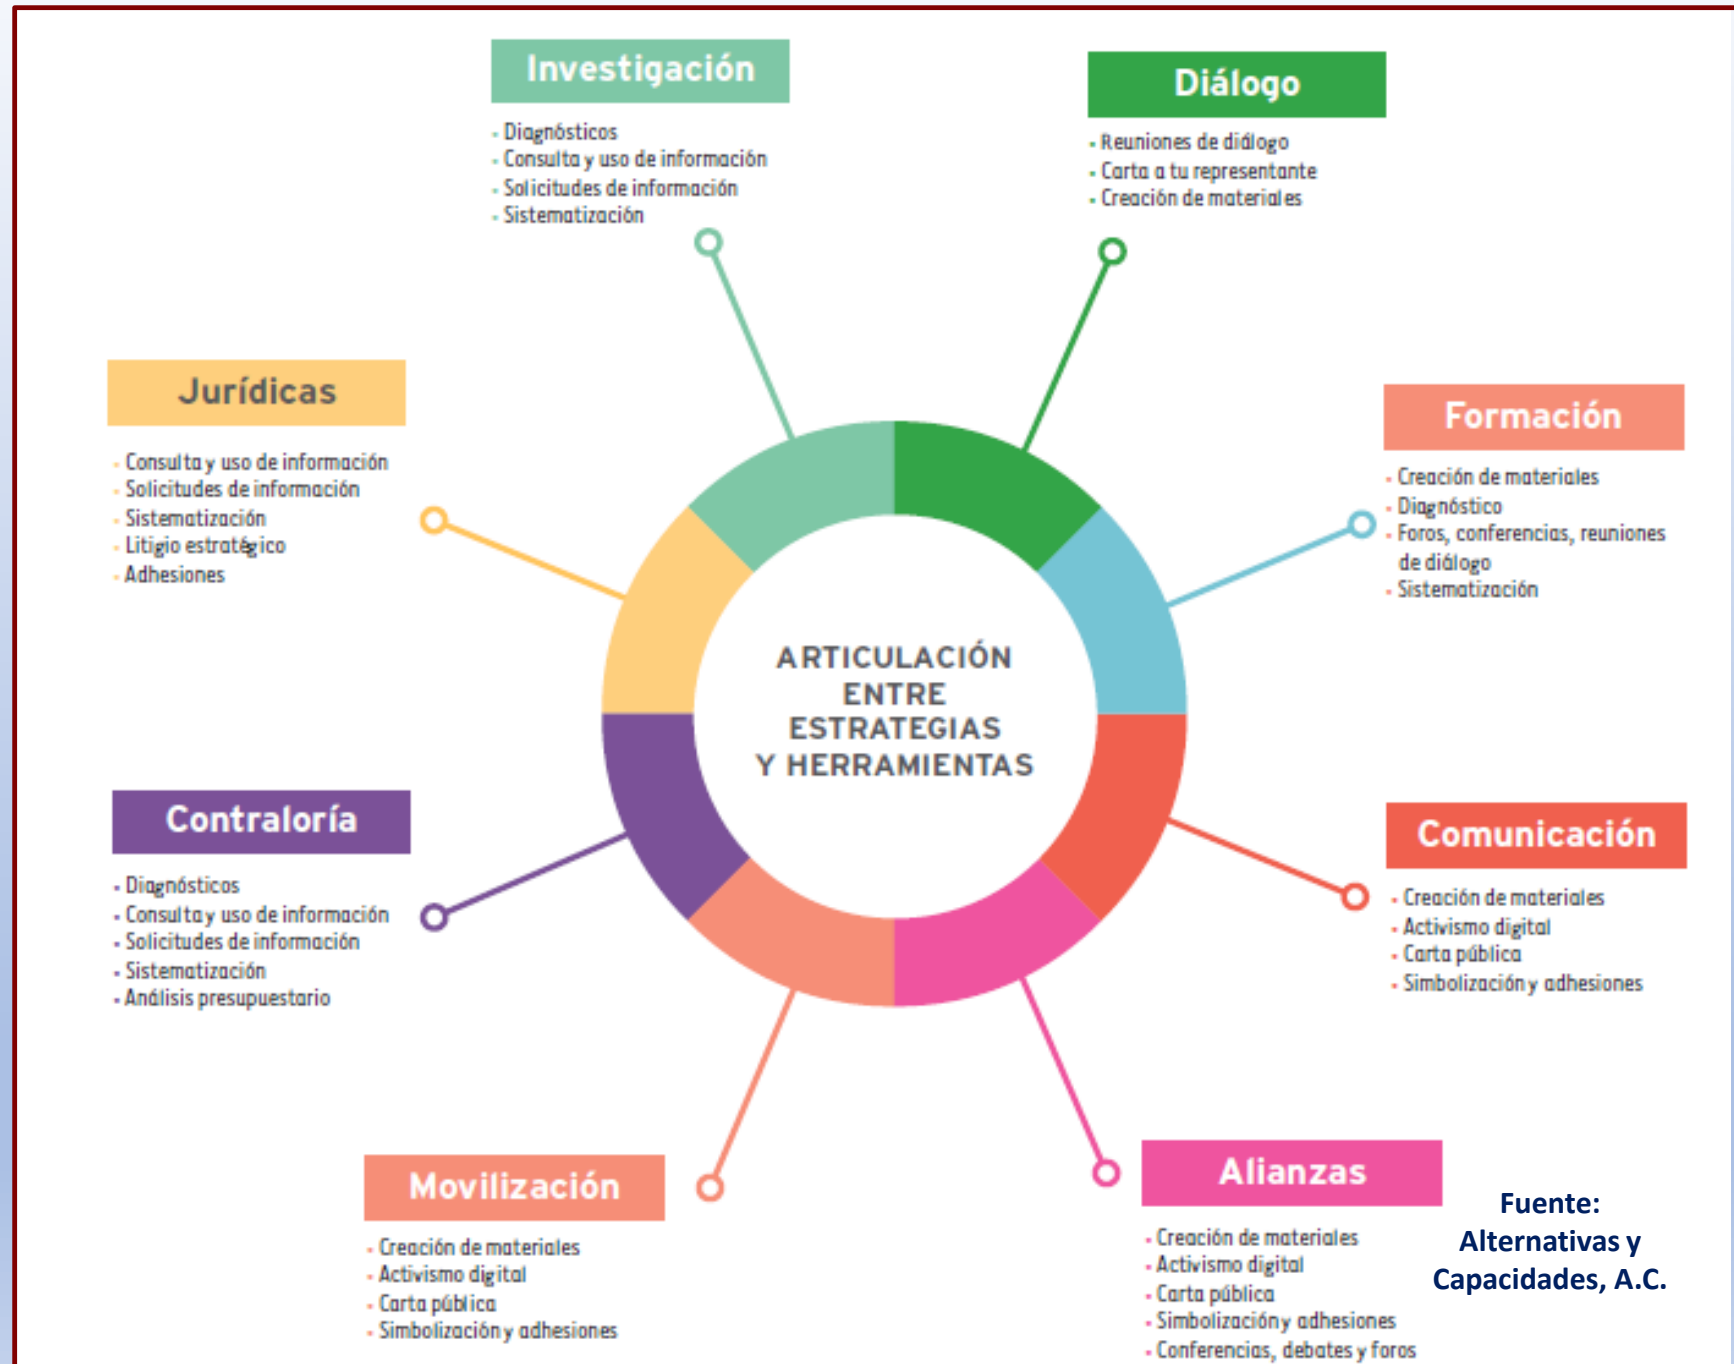 Investigación
- Diagnósticos
- Consulta y uso de información
- Solicitudes de información
- Sistematización
Diálogo
- Reuniones de diálogo
- Carta a tu representante
- Creación de materiales
Jurídicas
- Consulta y uso de información
- Solicitudes de información
- Sistematización
- Litigio estratégico
- Adhesiones
Formación
- Creación de materiales
- Diagnóstico
- Foros, conferencias, reuniones
de diálogo
- Sistematización
ARTICULACIÓN
ENTRE
ESTRATEGIAS
Y HERRAMIENTAS
Contraloría
- Diagnósticos
- Consulta y uso de información
- Solicitudes de información
- Sistematización
- Análisis presupuestario
Comunicación
- Creación de materiales
- Activismo digital
- Carta pública
- Simbolización y adhesiones
Movilización
- Creación de materiales
- Activismo digital
- Carta pública
- Simbolización y adhesiones
Alianzas
- Creación de materiales
- Activismo digital
- Carta pública
- Simbolización y adhesiones
- Conferencias, debates y foros
Fuente:
Alternativas y
Capacidades, A.C.